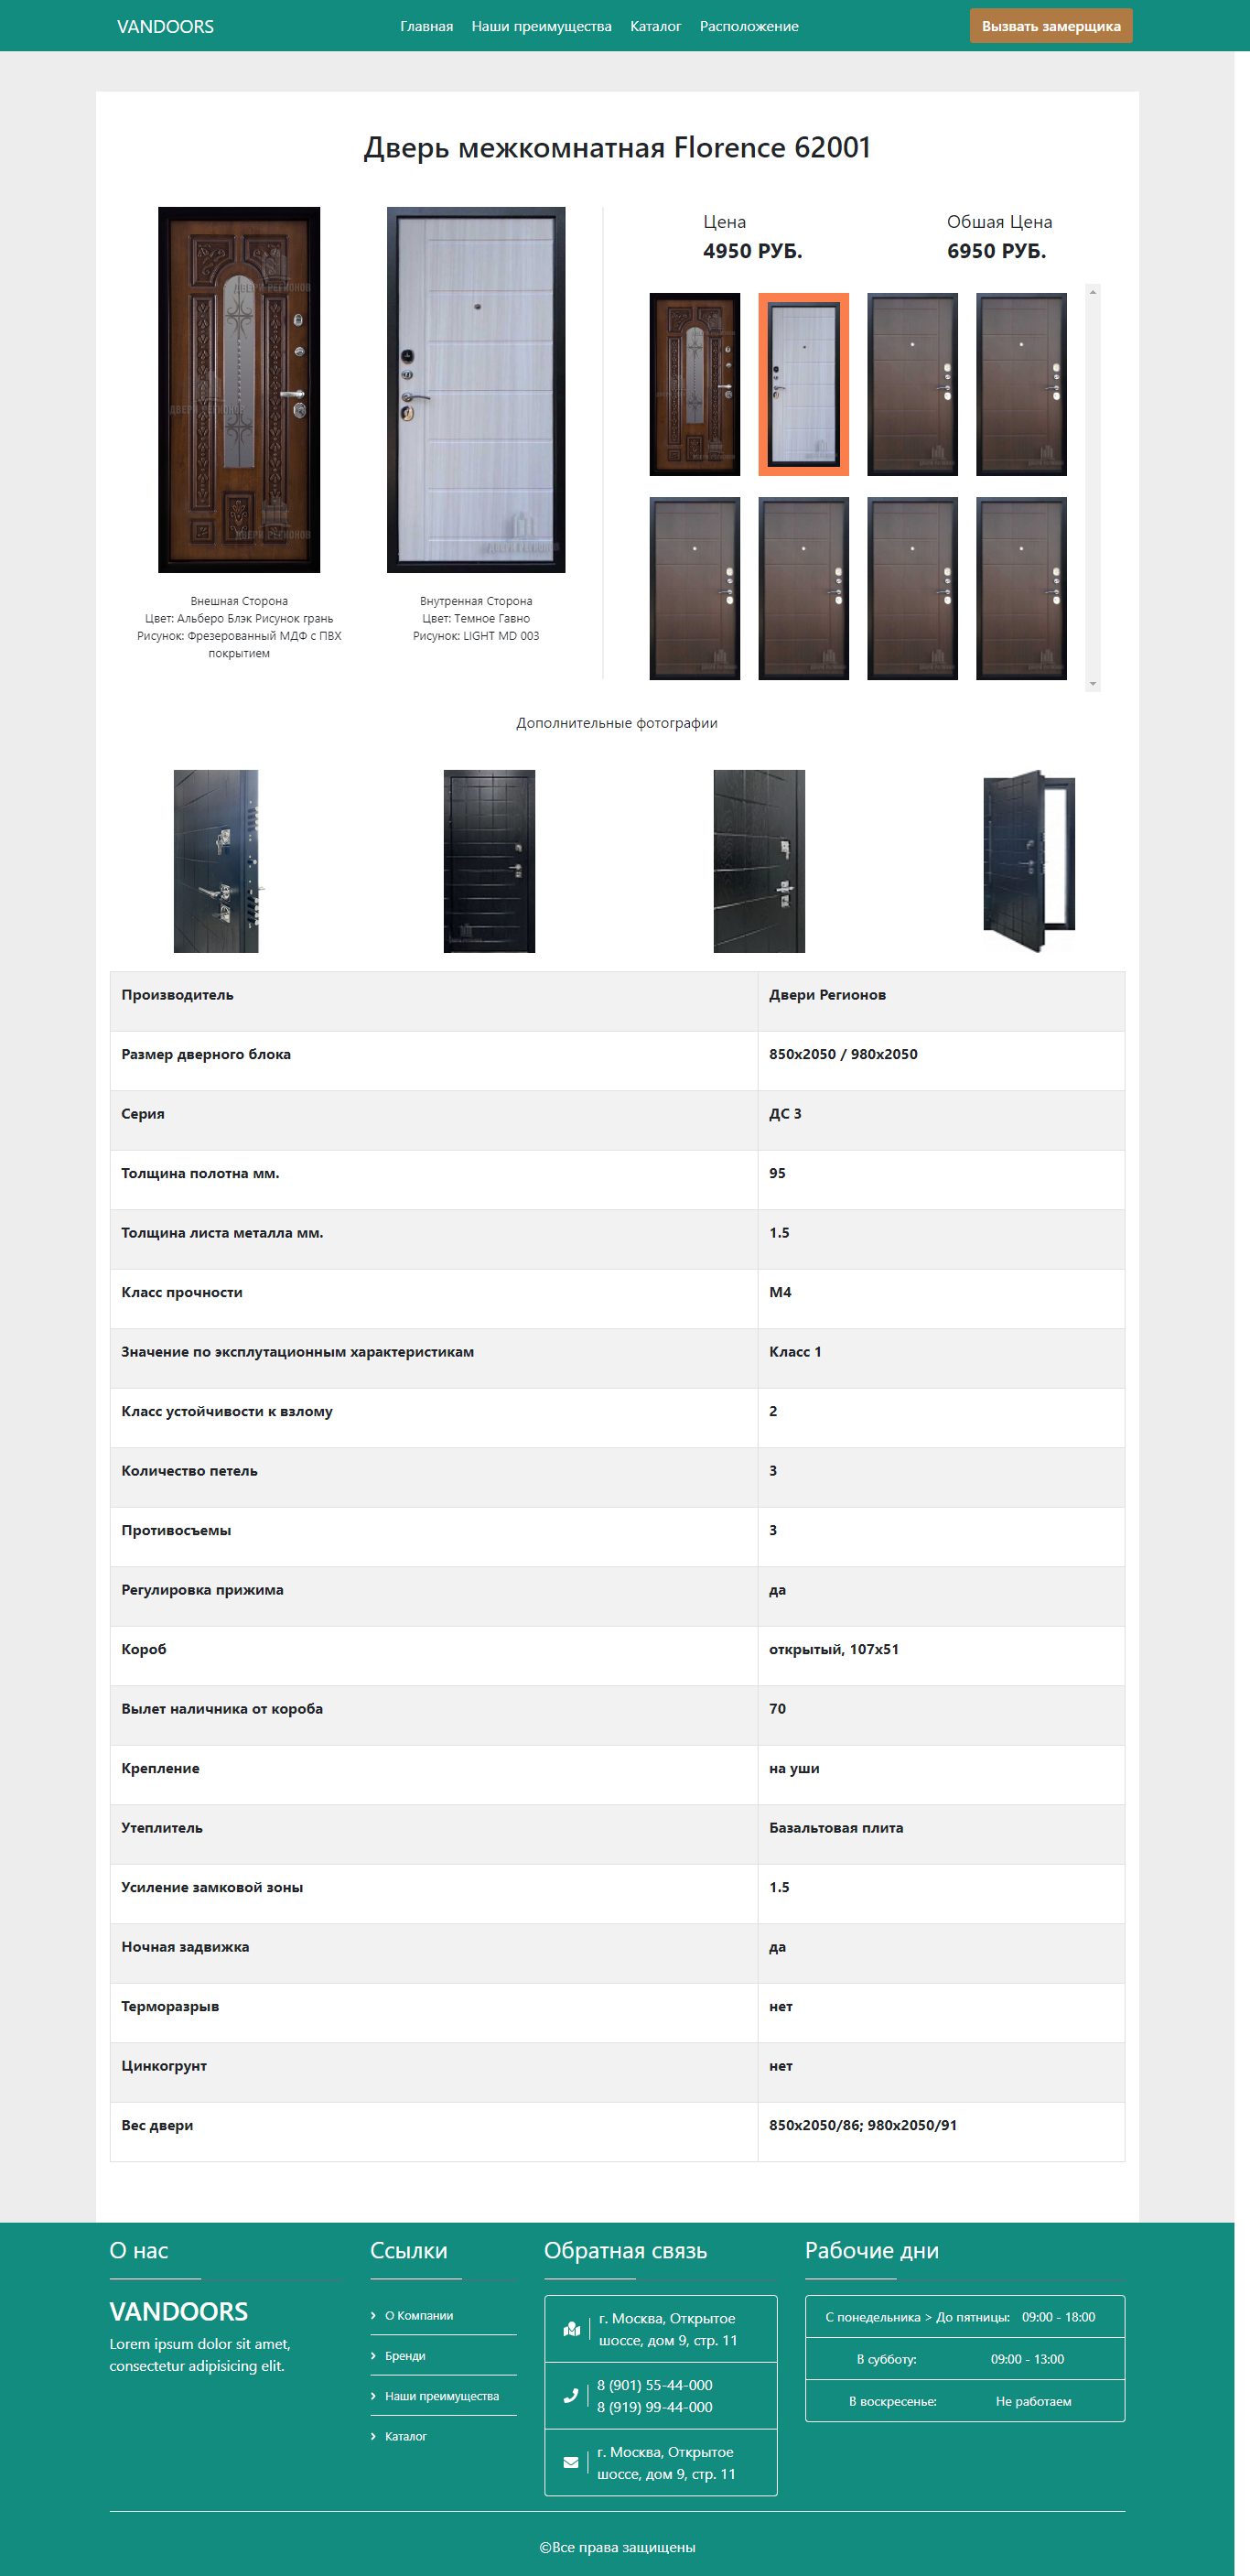 VANDOORS
Главная Наши преимущества Каталог Расположение
Вызвать замерщика
Дверь межкомнатная Florence 62001
Цена
4950 РУБ.
Обшая Цена
6950 РУБ.
ДВЕРИ РЕГИОНОВ
ДВЕРИ РЕГИОНОВ
ДВЕРИ РЕГИОНОВ
ДВЕРИ РЕГИОНОВ
Внешная Сторона
Цвет: Альберо Блэк Рисунок грань
Рисунок: Фрезерованный МДФ с ПВХ
покрытием
Внутренная Сторона
Цвет: Темное Гавно
Рисунок: LIGHT MD 003
Дополнительные фотографии
Производитель Двери Регионов
Размер дверного блока 850x2050 / 980x2050
Серия ДС 3
Толщина полотна мм. 95
Толщина листа металла мм. 1.5
Класс прочности М4
Значение по эксплутационным характеристикам Класс 1
Класс устойчивости к взлому 2
Количество петель 3
Противосъемы 3
Регулировка прижима да
Короб открытый, 107x51
Вылет наличника от короба 70
Крепление на уши
Утеплитель Базальтовая плита
Усиление замковой зоны 1.5
Ночная задвижка да
Терморазрыв нет
Цинкогрунт нет
Вес двери 850x2050/86; 980x2050/91
О нас
VANDOORS
Lorem ipsum dolor sit amet,
consectetur adipisicing elit.
Ссылки
О Компании
Бренди
Наши преимущества
Каталог
Обратная связь
г. Москва, Открытое
шоссе, дом 9, стр. 11
8 (901) 55-44-000
8 (919) 99-44-000
г. Москва, Открытое
шоссе, дом 9, стр. 11
Рабочие дни
С понедельника > До пятницы: 09:00 - 18:00
В субботу: 09:00 - 13:00
В воскресенье: Не работаем
©Все права защищены